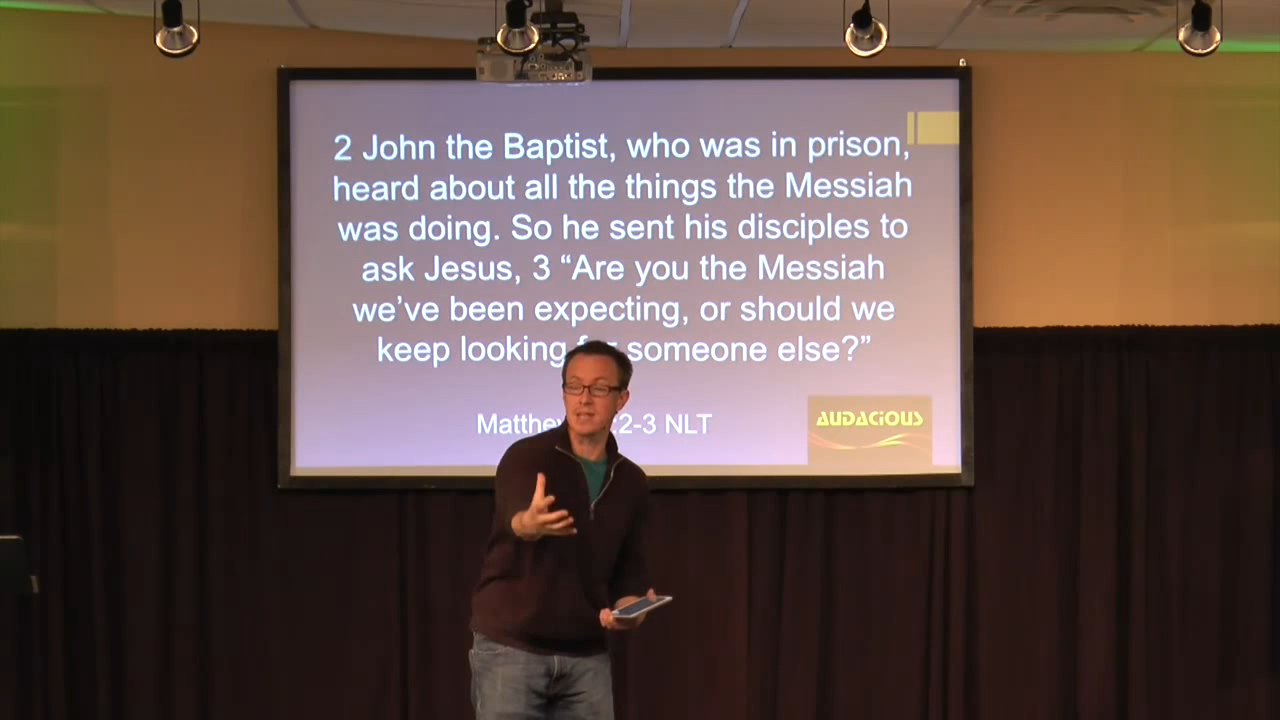 2 John the Baptist, who was in prison,
heard about all the things the Messiah
was doing. So he sent his disciples to
ask Jesus, 3 “Are you the Messiah
we’ve been expecting, or should we
keep looking someone else?”
:2-3 NLT
AUDACIOUS